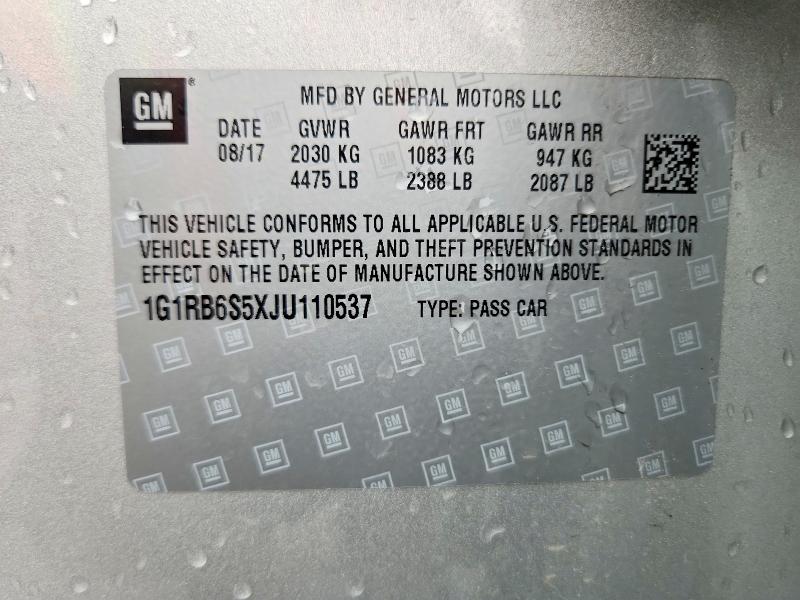 GM®
MFD BY GENERAL MOTORS LLC
DATE GVWR GAWR FRT GAWR RR
08/17 2030 KG 1083 KG 947 KG
4475 LB 2388 LB 2087 LB
THIS VEHICLE CONFORMS TO ALL APPLICABLE U.S. FEDERAL MOTOR
VEHICLE SAFETY, BUMPER, AND THEFT PREVENTION STANDARDS IN
EFFECT ON THE DATE OF MANUFACTURE SHOWN ABOVE.
1G1RB6S5XJU110537 TYPE: PASS CAR